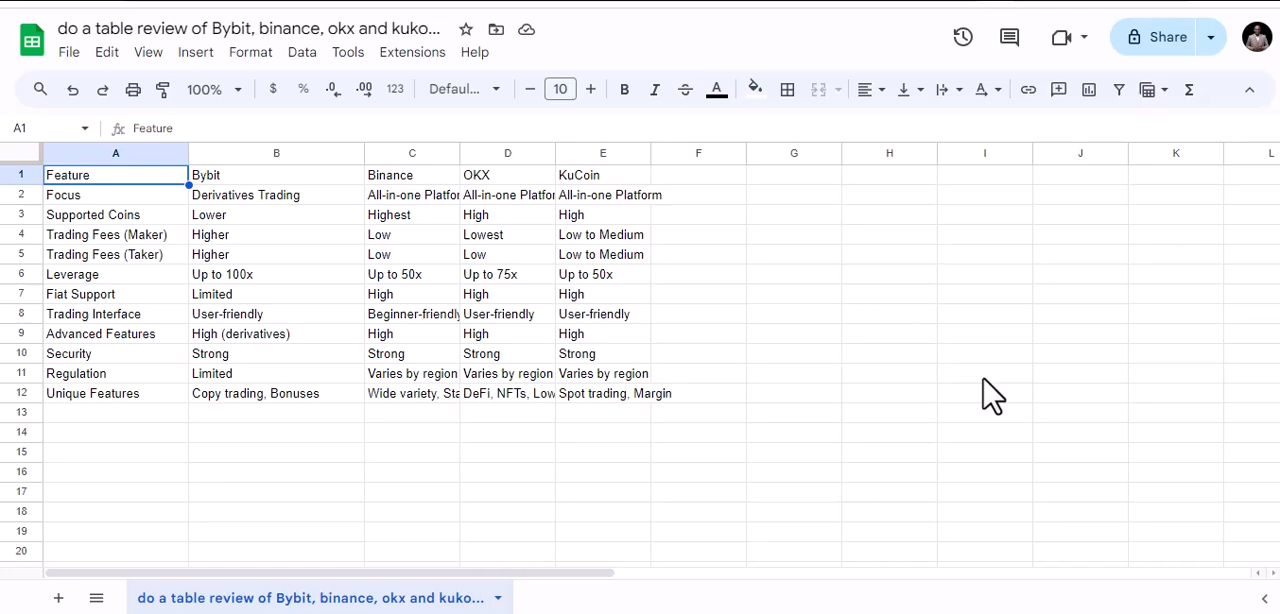 do a table review of Bybit, binance, okx and kuko...
File Edit View Insert Format Data Tools Extensions Help
Share
100% $ % .0 .00 123 Defaul... 10 B I S A A Σ
A1 fx Feature
A B C D E F G H I J K L
1 Feature Bybit Binance OKX KuCoin
2 Focus Derivatives Trading All-in-one Platfor All-in-one Platfor All-in-one Platform
3 Supported Coins Lower Highest High High
4 Trading Fees (Maker) Higher Low Lowest Low to Medium
5 Trading Fees (Taker) Higher Low Low Low to Medium
6 Leverage Up to 100x Up to 50x Up to 75x Up to 50x
7 Fiat Support Limited High High High
8 Trading Interface User-friendly Beginner-friendly User-friendly User-friendly
9 Advanced Features High (derivatives) High High High
10 Security Strong Strong Strong Strong
11 Regulation Limited Varies by region Varies by region Varies by region
12 Unique Features Copy trading, Bonuses Wide variety, Sta DeFi, NFTs, Low Spot trading, Margin
13
14
15
16
17
18
19
20
do a table review of Bybit, binance, okx and kuko...